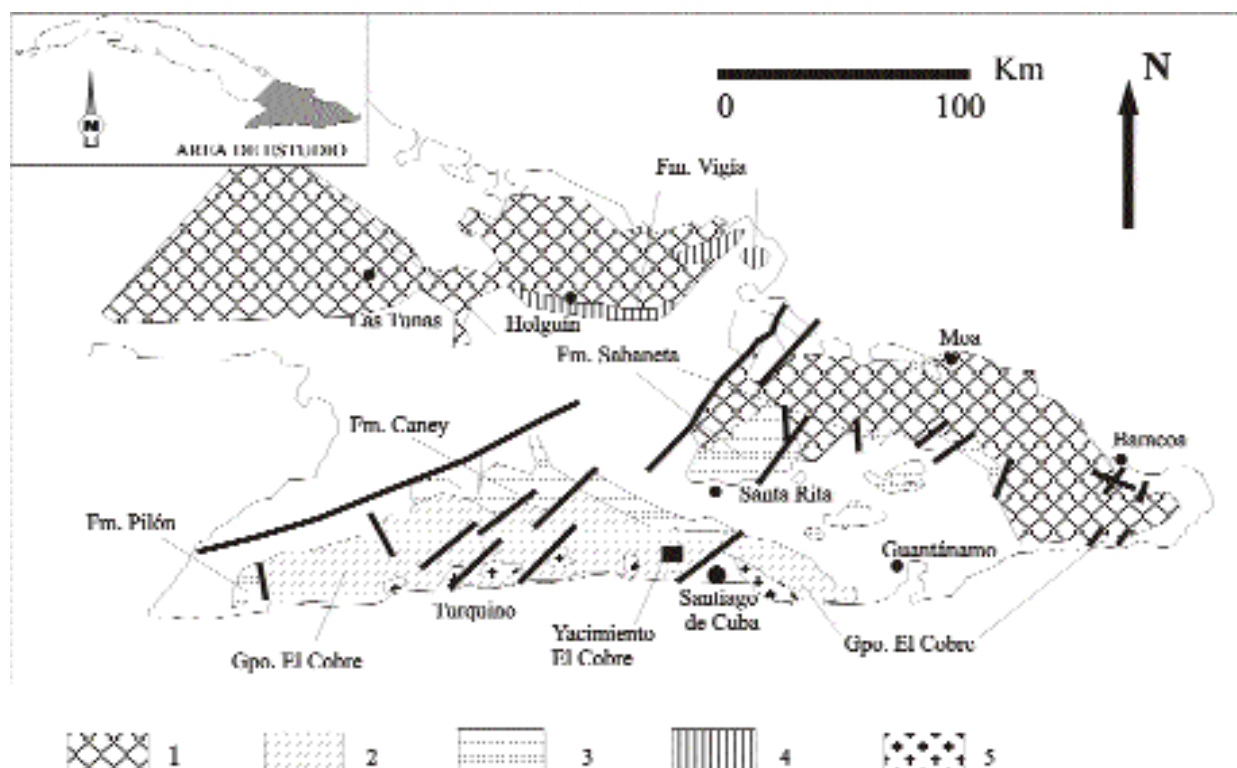 N
AREA DE ESTUDIO
Km
0 100
N
Fm. Vigía
Las Tunas
Holguín
Fm. Sabaneta
Moa
Fm. Caney
Baracoa
Santa Rita
Fm. Pilón
Guantánamo
Turquino
Santiago
de Cuba
Yacimiento
El Cobre
Gpo. El Cobre
Gpo. El Cobre
1 2 3 4 5